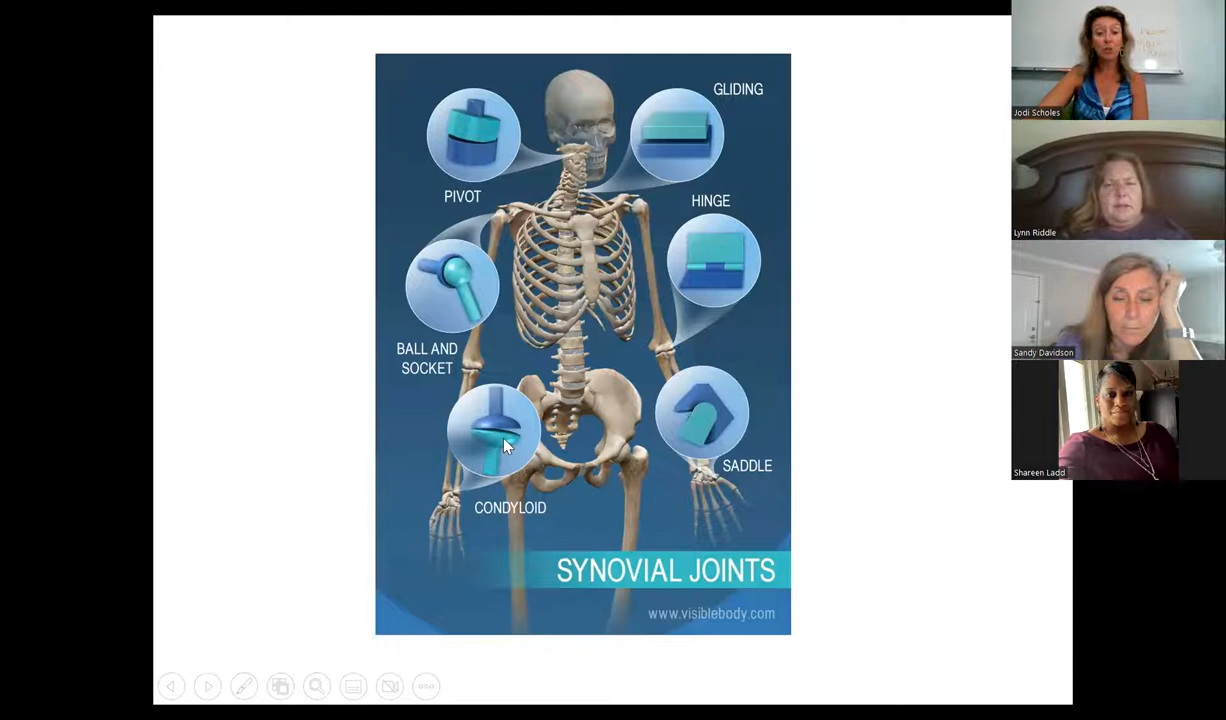 GLIDING
PIVOT
HINGE
BALL AND
SOCKET
SADDLE
CONDYLOID
SYNOVIAL JOINTS
www.visiblebody.com
Jodi Scholes
Lynn Riddle
Sandy Davidson
Shareen Ladd